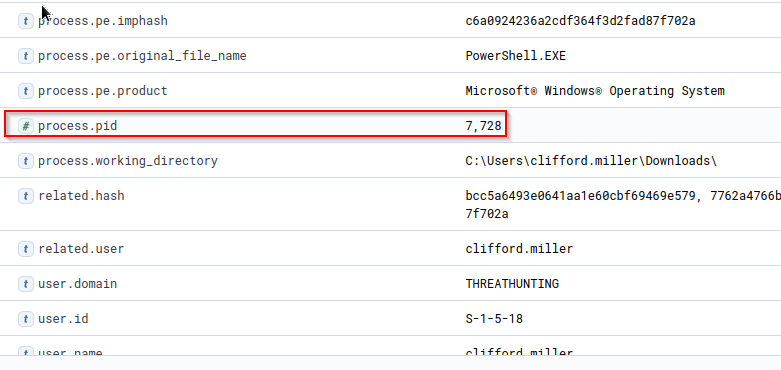 t process.pe.imphash c6a0924236a2cdf364f3d2fad87f702a
t process.pe.original_file_name PowerShell.EXE
t process.pe.product Microsoft® Windows® Operating System
# process.pid 7,728
t process.working_directory C:\Users\clifford.miller\Downloads\
t related.hash bcc5a6493e0641aa1e60cbf69469e579, 7762a4766b
7f702a
t related.user clifford.miller
t user.domain THREATHUNTING
t user.id S-1-5-18
t user.name clifford.miller